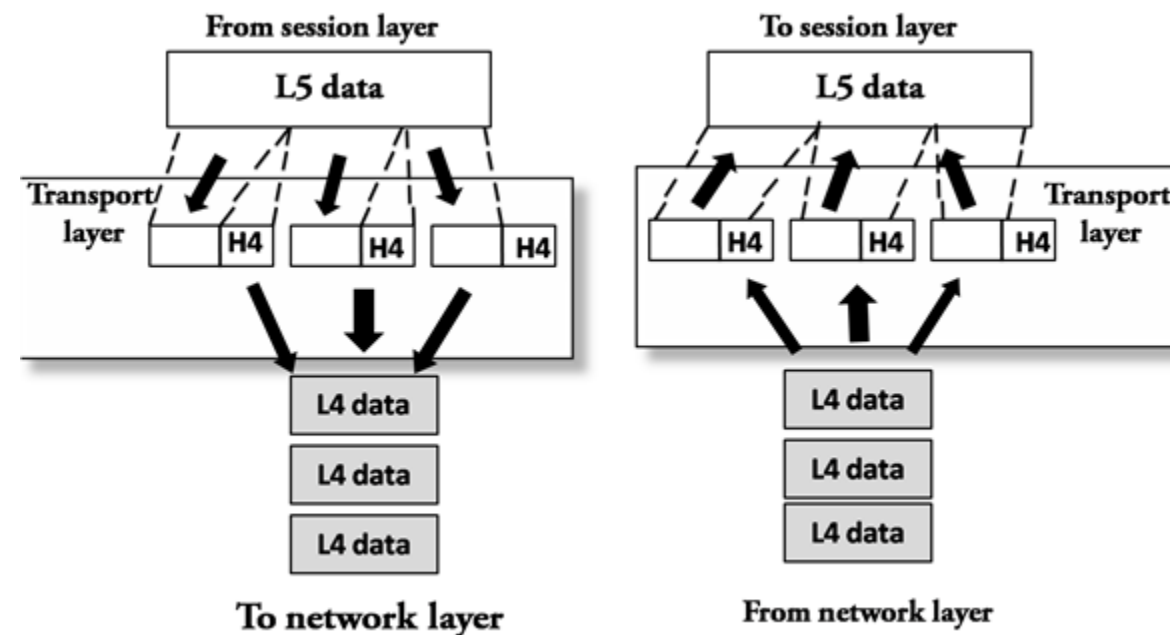 From session layer
L5 data
Transport
layer
H4
H4
H4
L4 data
L4 data
L4 data
To network layer
To session layer
L5 data
Transport
layer
H4
H4
H4
L4 data
L4 data
L4 data
From network layer